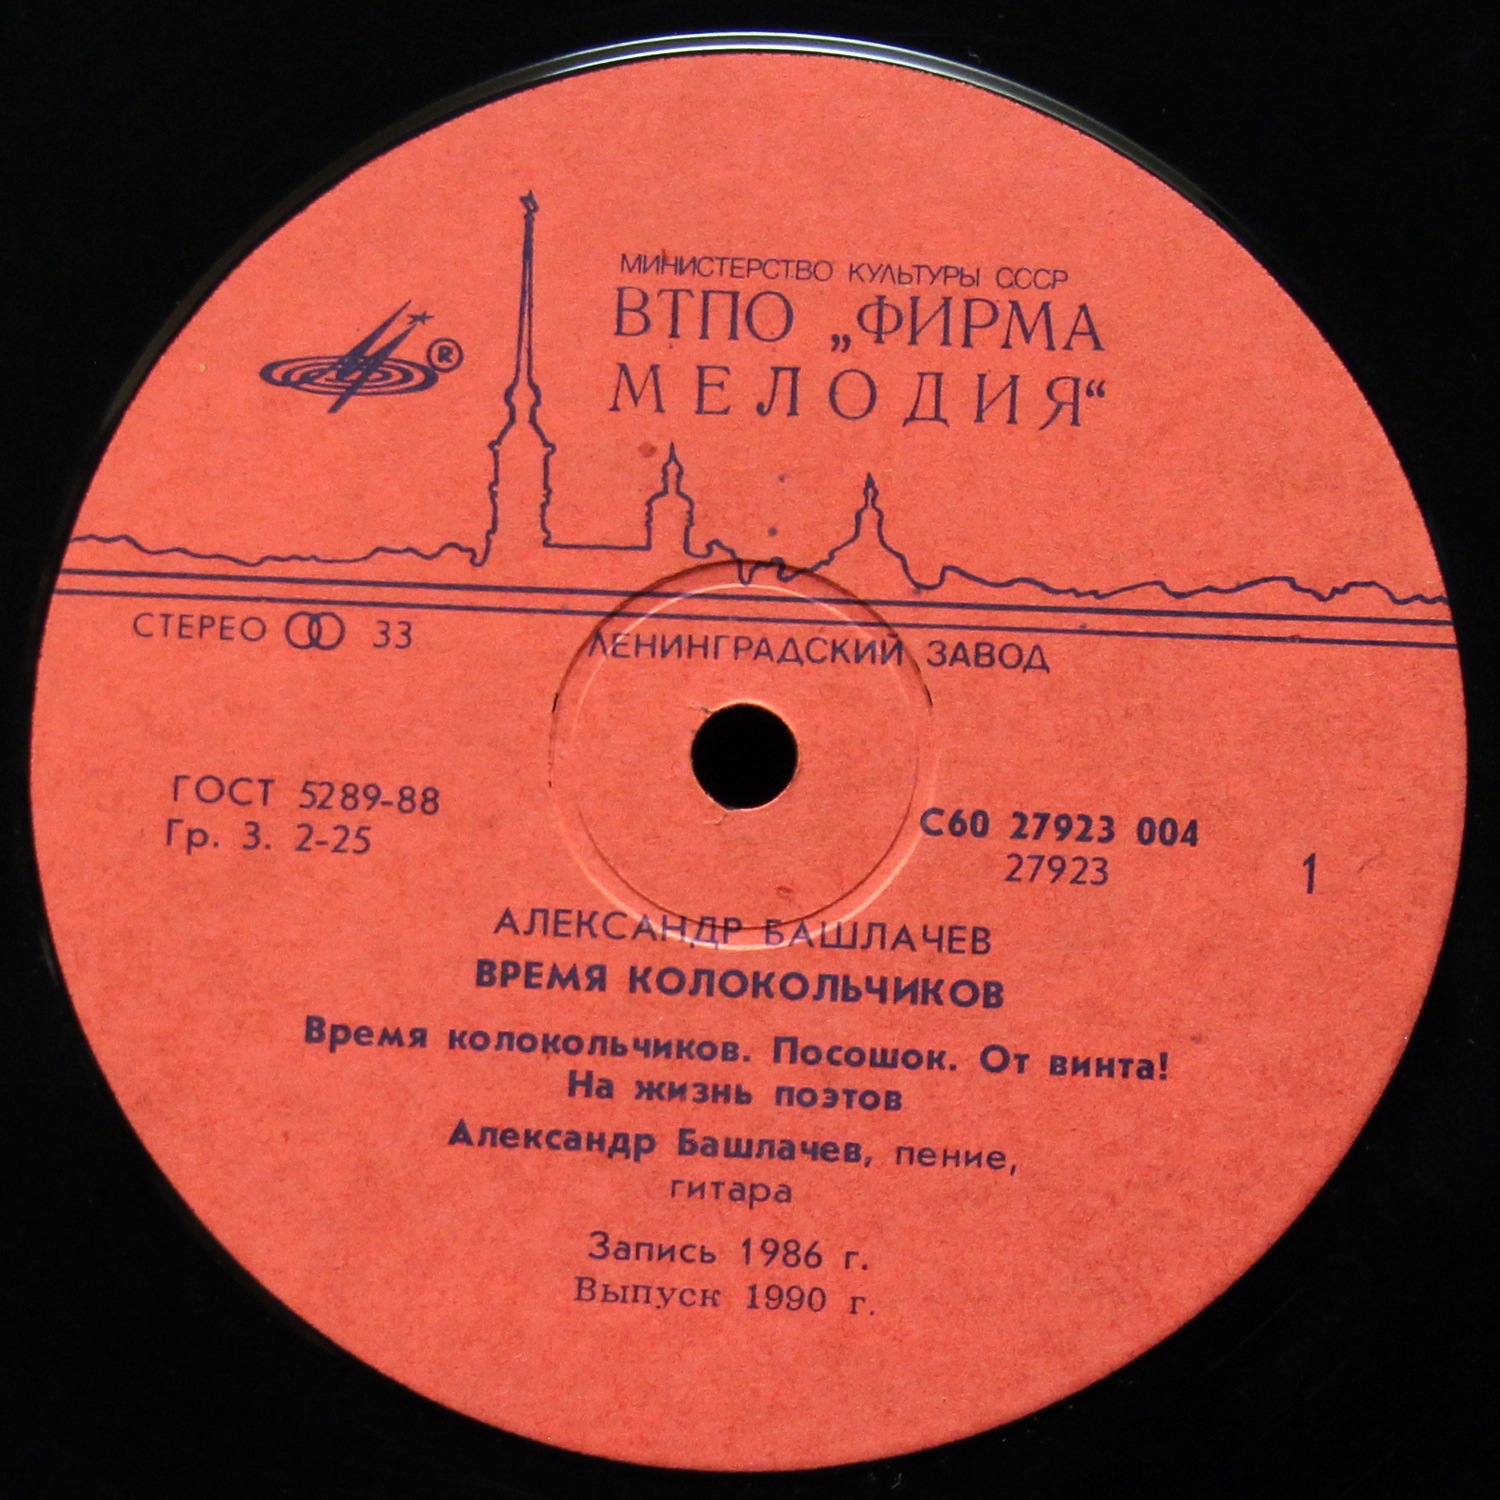 МИНИСТЕРСТВО КУЛЬТУРЫ СССР
ВТПО „ФИРМА
МЕЛОДИЯ“
®
СТЕРЕО 33
ЛЕНИНГРАДСКИЙ ЗАВОД
ГОСТ 5289-88
Гр. 3. 2-25
С60 27923 004
27923
1
АЛЕКСАНДР БАШЛАЧЕВ
ВРЕМЯ КОЛОКОЛЬЧИКОВ
Время колокольчиков. Посошок. От винта!
На жизнь поэтов
Александр Башлачев, пение,
гитара
Запись 1986 г.
Выпуск 1990 г.